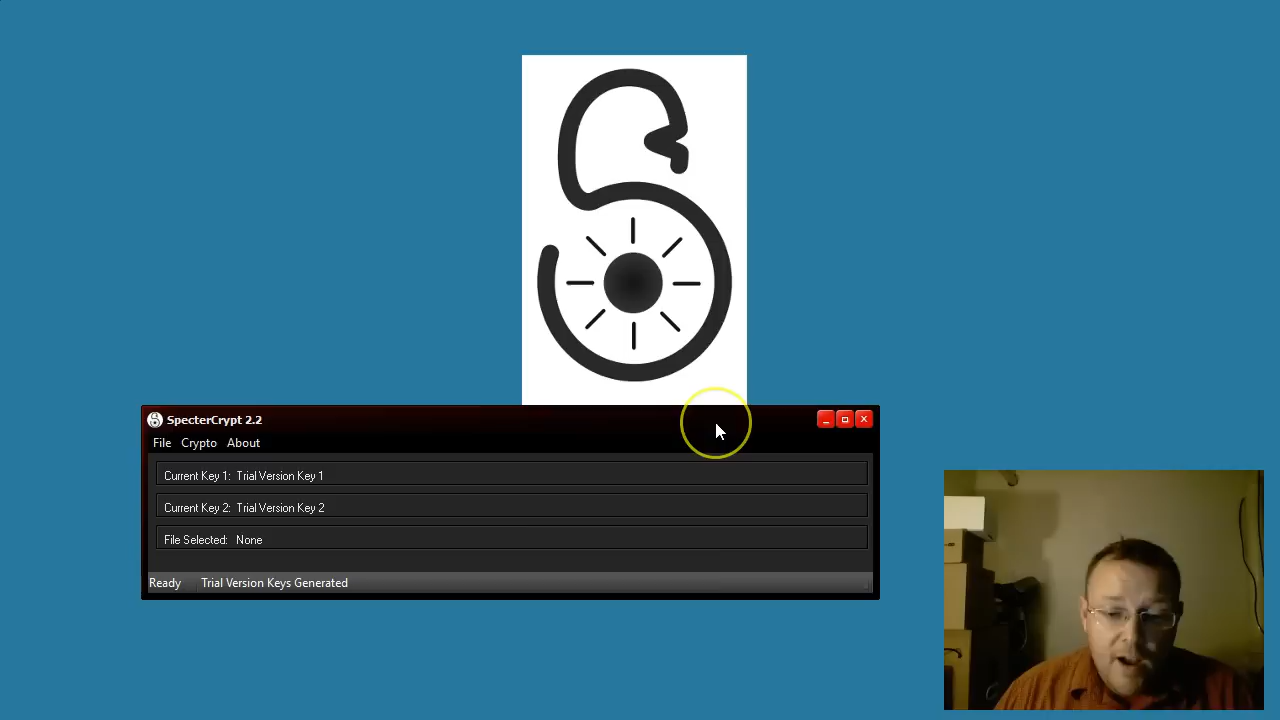 SpecterCrypt 2.2
File Crypto About
Current Key 1: Trial Version Key 1
Current Key 2: Trial Version Key 2
File Selected: None
Ready Trial Version Keys Generated